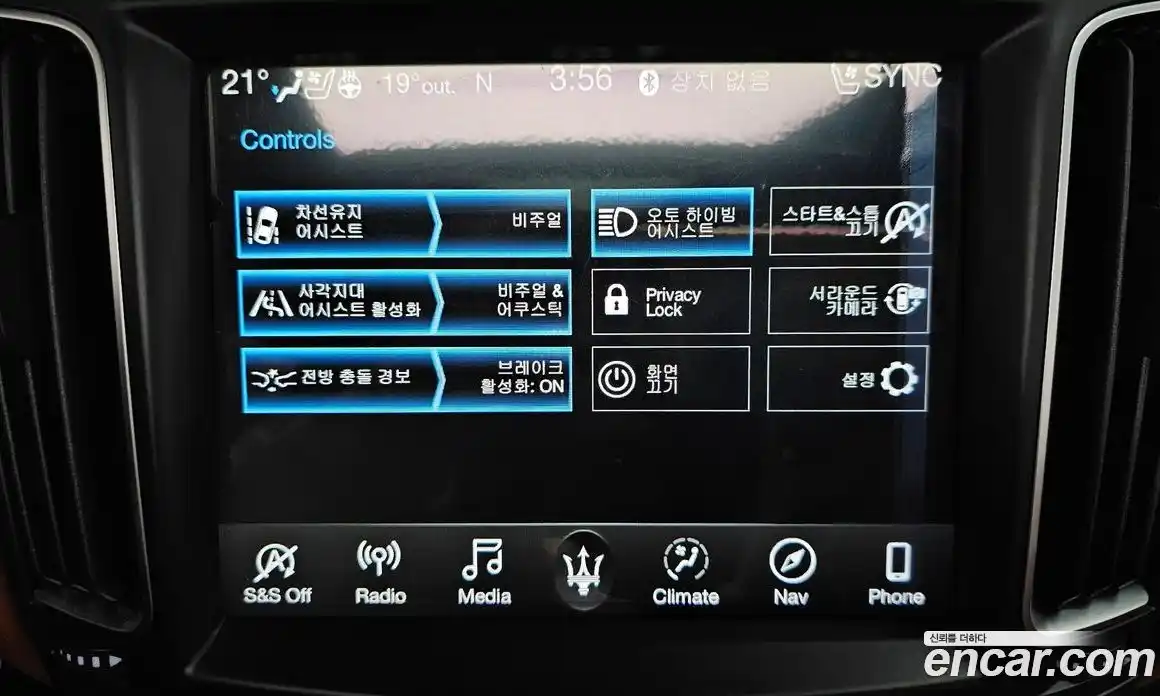 21° 19°out. N 3:56 장치 없음 SYNC
Controls
차선유지
어시스트
비주얼
오토 하이빔
어시스트
스타트&스톱
끄기
사각지대
어시스트 활성화
비주얼 &
어쿠스틱
Privacy
Lock
서라운드
카메라
전방 충돌 경보
브레이크
활성화: ON
화면
끄기
설정
S&S Off
Radio
Media
Climate
Nav
Phone
신뢰를 더하다
encar.com